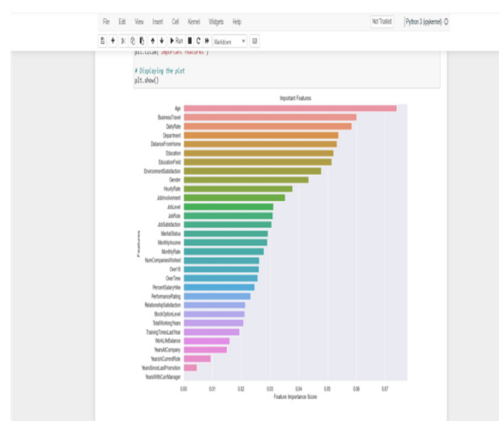 File Edit View Insert Cell Kernel Widgets Help
Not Trusted Python 3 (ipykernel)
Run Markdown
plt.title('Important Features')
# Displaying the plot
plt.show()
Important Features
Age
BusinessTravel
DailyRate
Department
DistanceFromHome
Education
EducationField
EnvironmentSatisfaction
Gender
HourlyRate
JobInvolvement
JobLevel
JobRole
JobSatisfaction
MaritalStatus
MonthlyIncome
MonthlyRate
NumCompaniesWorked
Over18
OverTime
PercentSalaryHike
PerformanceRating
RelationshipSatisfaction
StockOptionLevel
TotalWorkingYears
TrainingTimesLastYear
WorkLifeBalance
YearsAtCompany
YearsInCurrentRole
YearsSinceLastPromotion
YearsWithCurrManager
Features
0.00 0.01 0.02 0.03 0.04 0.05 0.06 0.07
Feature Importance Score